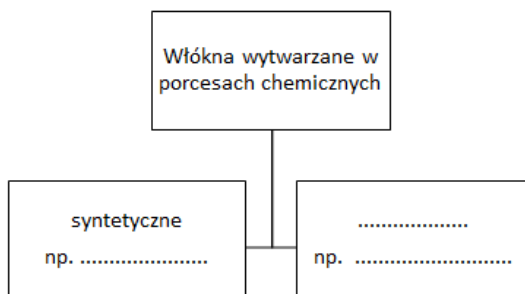 Włókna wytwarzane w
porcesach chemicznych
syntetyczne
np. ......................
...................
np. ...........................